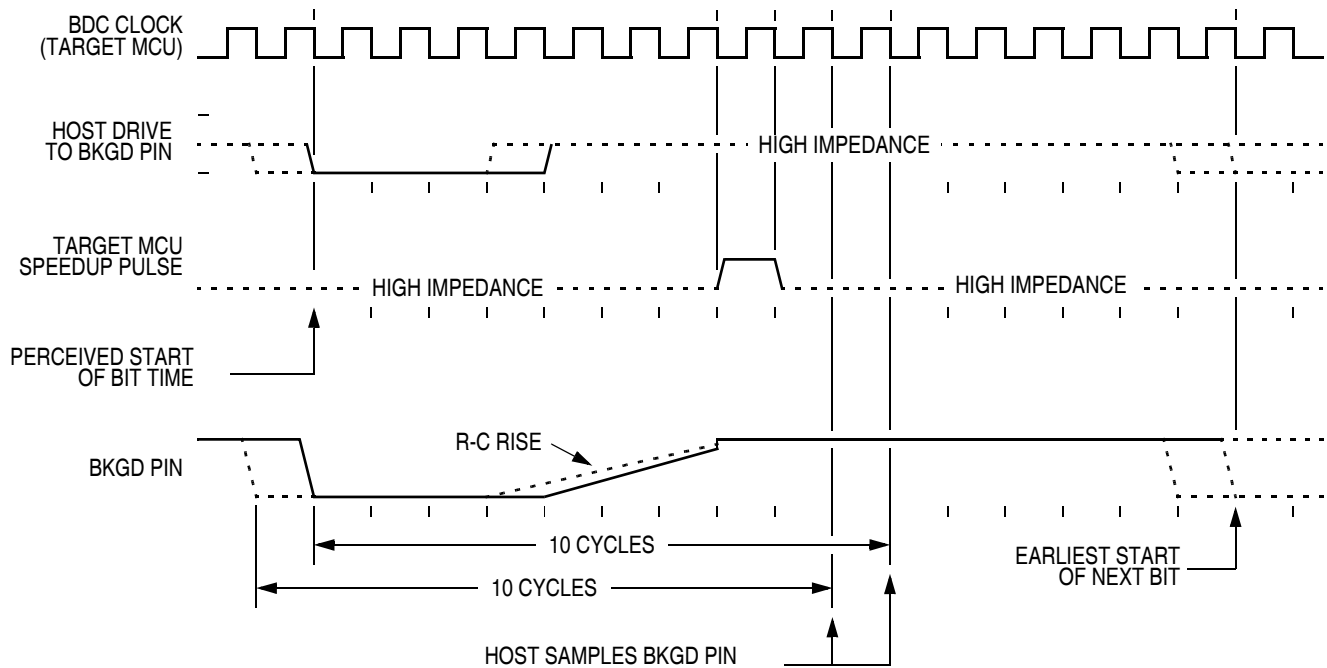 BDC CLOCK
(TARGET MCU)
HOST DRIVE
TO BKGD PIN
HIGH IMPEDANCE
TARGET MCU
SPEEDUP PULSE
HIGH IMPEDANCE
HIGH IMPEDANCE
PERCEIVED START
OF BIT TIME
R-C RISE
BKGD PIN
10 CYCLES
10 CYCLES
EARLIEST START
OF NEXT BIT
HOST SAMPLES BKGD PIN